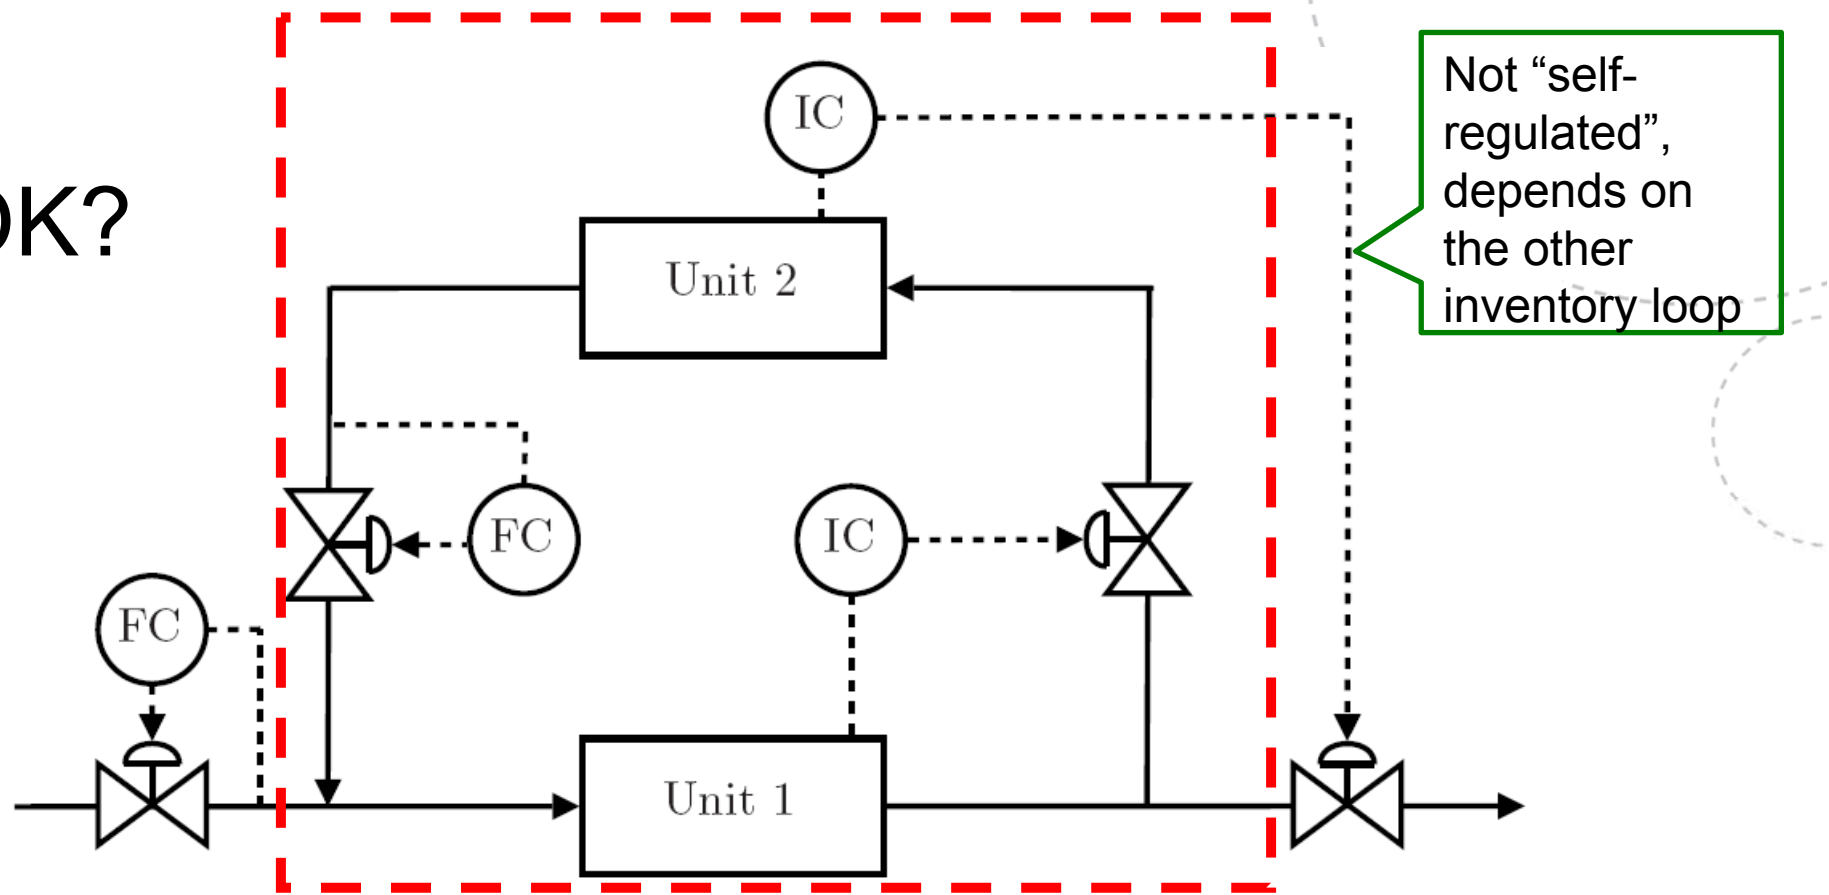 OK?
IC
Not “self-
regulated”,
depends on
the other
inventory loop
Unit 2
FC
IC
FC
Unit 1